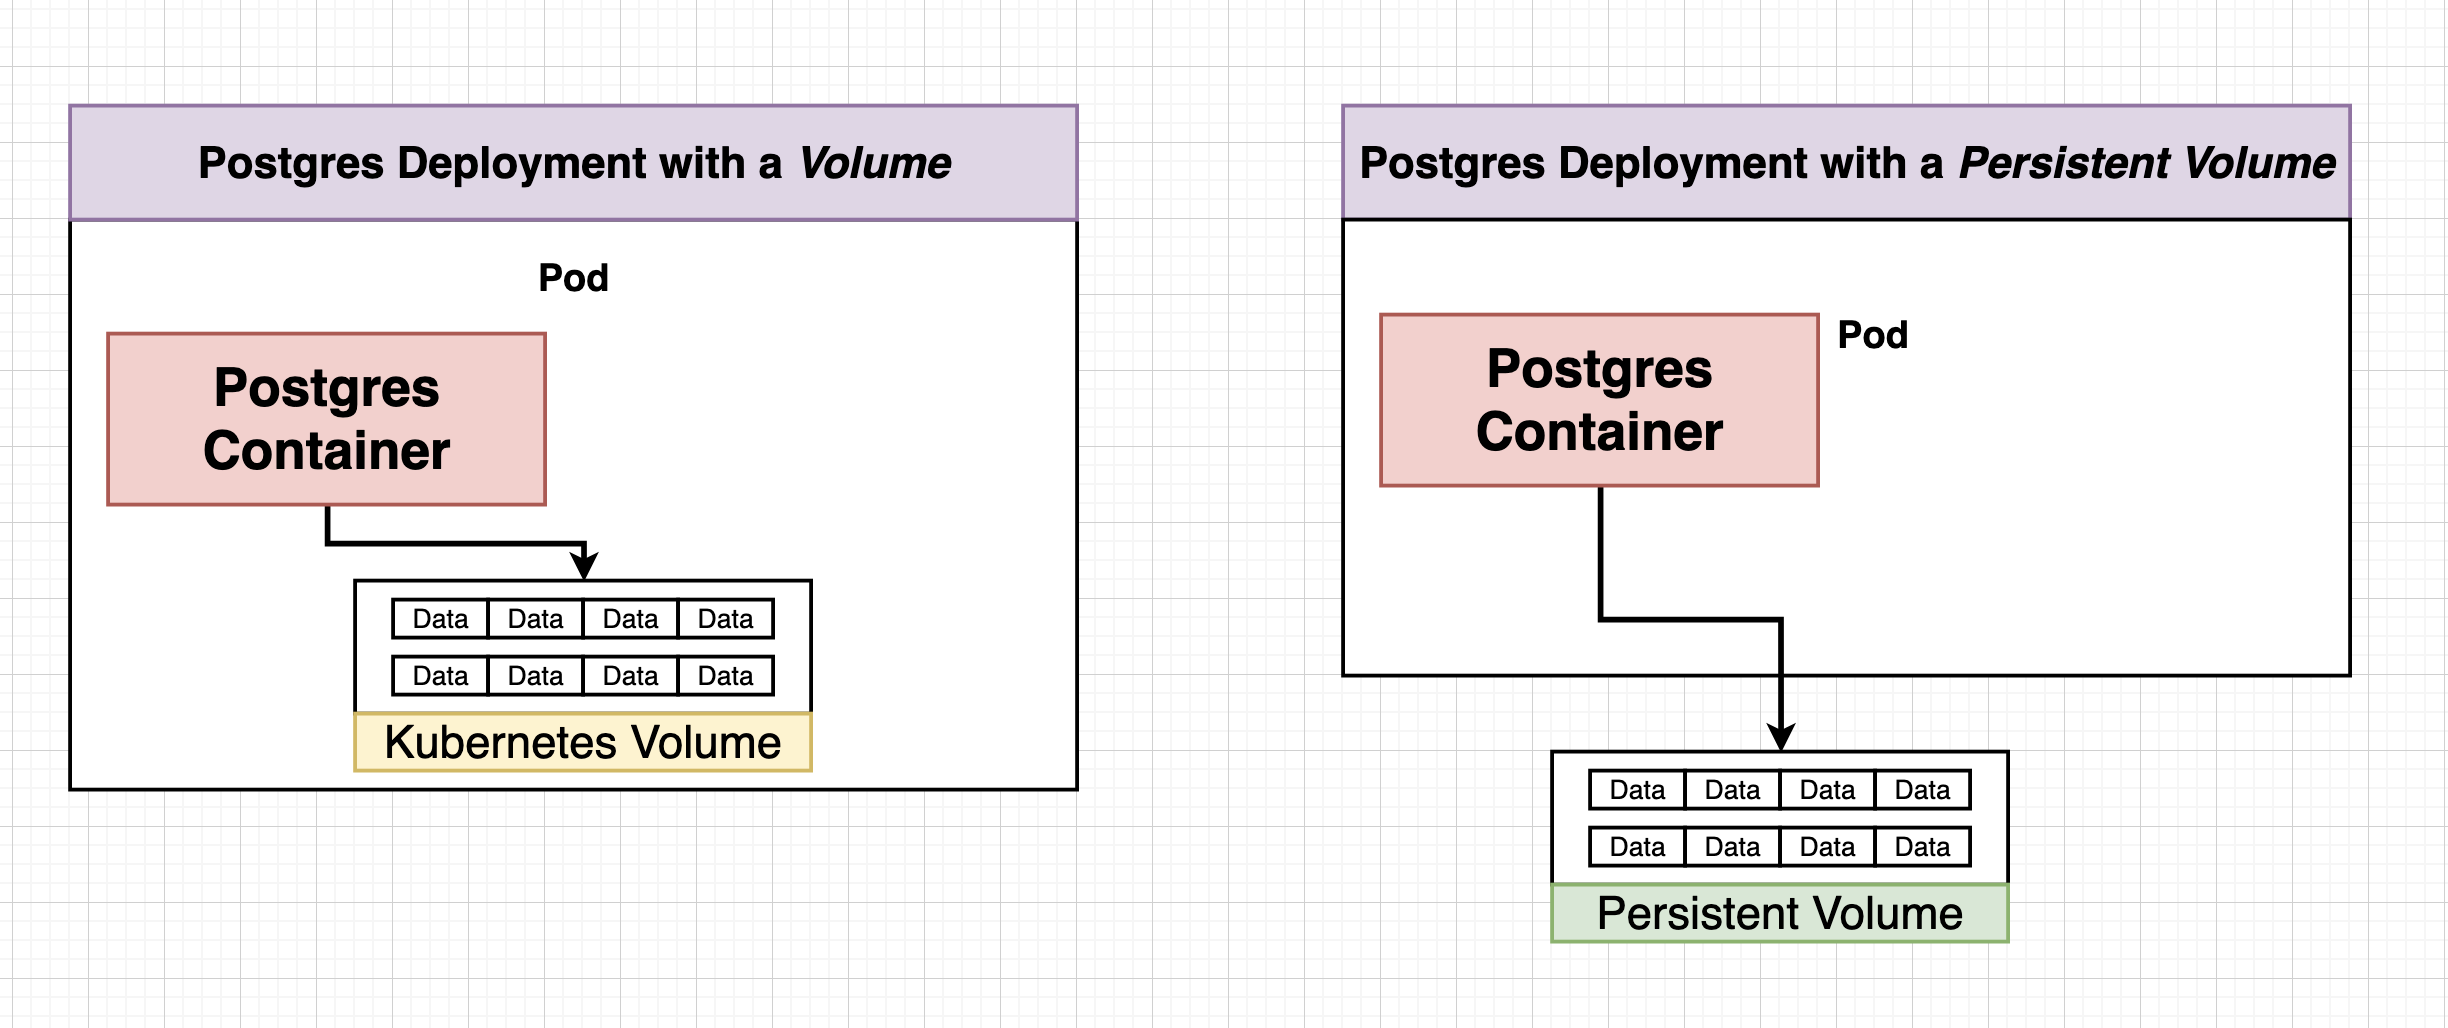 Postgres Deployment with a Volume
Pod
Postgres
Container
Data Data Data Data
Data Data Data Data
Kubernetes Volume
Postgres Deployment with a Persistent Volume
Postgres
Container
Pod
Data Data Data Data
Data Data Data Data
Persistent Volume